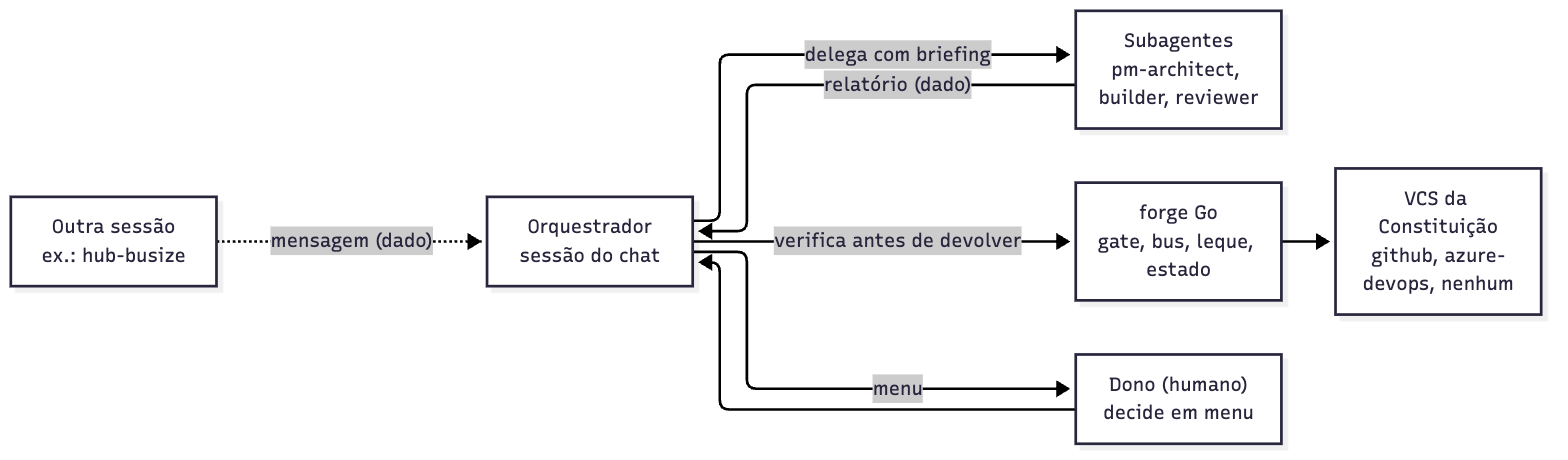 Outra sessão
ex.: hub-busize
mensagem (dado)
Orquestrador
sessão do chat
delega com briefing
relatório (dado)
Subagentes
pm-architect,
builder, reviewer
verifica antes de devolver
forge Go
gate, bus, leque,
estado
VCS da
Constituição
github, azure-
devops, nenhum
menu
Dono (humano)
decide em menu